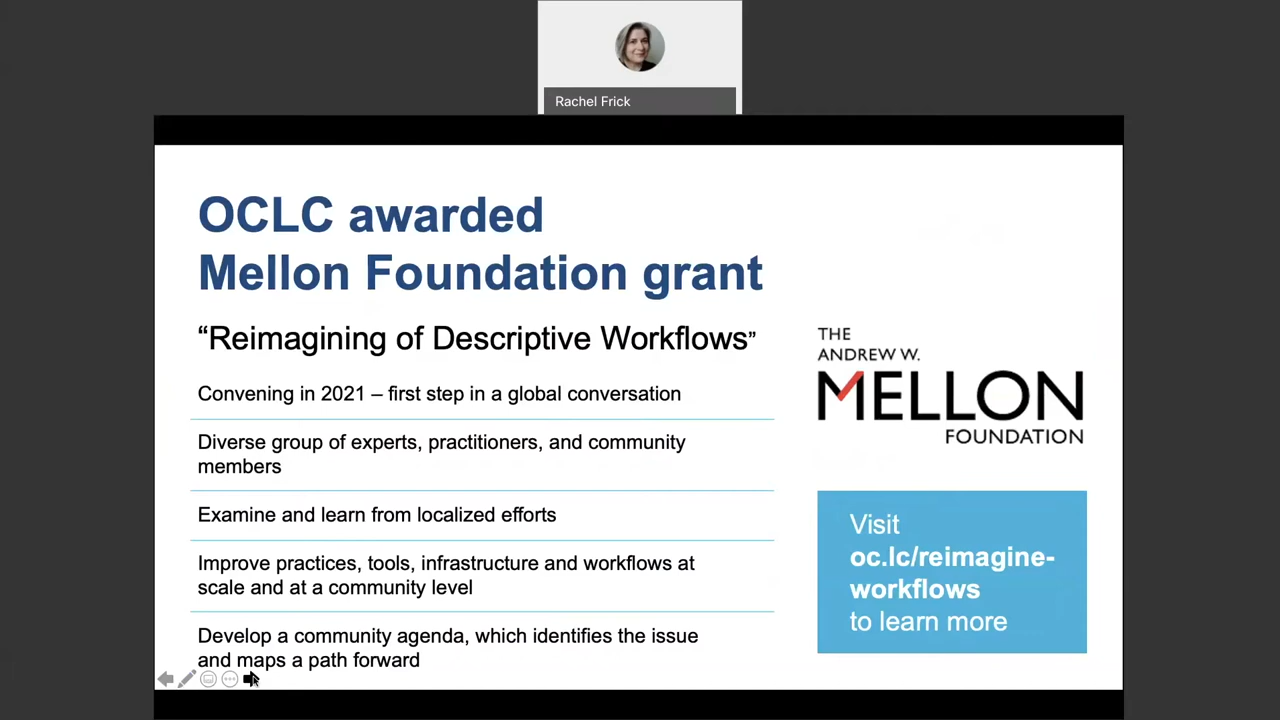 Rachel Frick
OCLC awarded
Mellon Foundation grant
“Reimagining of Descriptive Workflows”
Convening in 2021 – first step in a global conversation
Diverse group of experts, practitioners, and community
members
Examine and learn from localized efforts
Improve practices, tools, infrastructure and workflows at
scale and at a community level
Develop a community agenda, which identifies the issue
and maps a path forward
THE
ANDREW W.
MELLON
FOUNDATION
Visit
oc.lc/reimagine-
workflows
to learn more